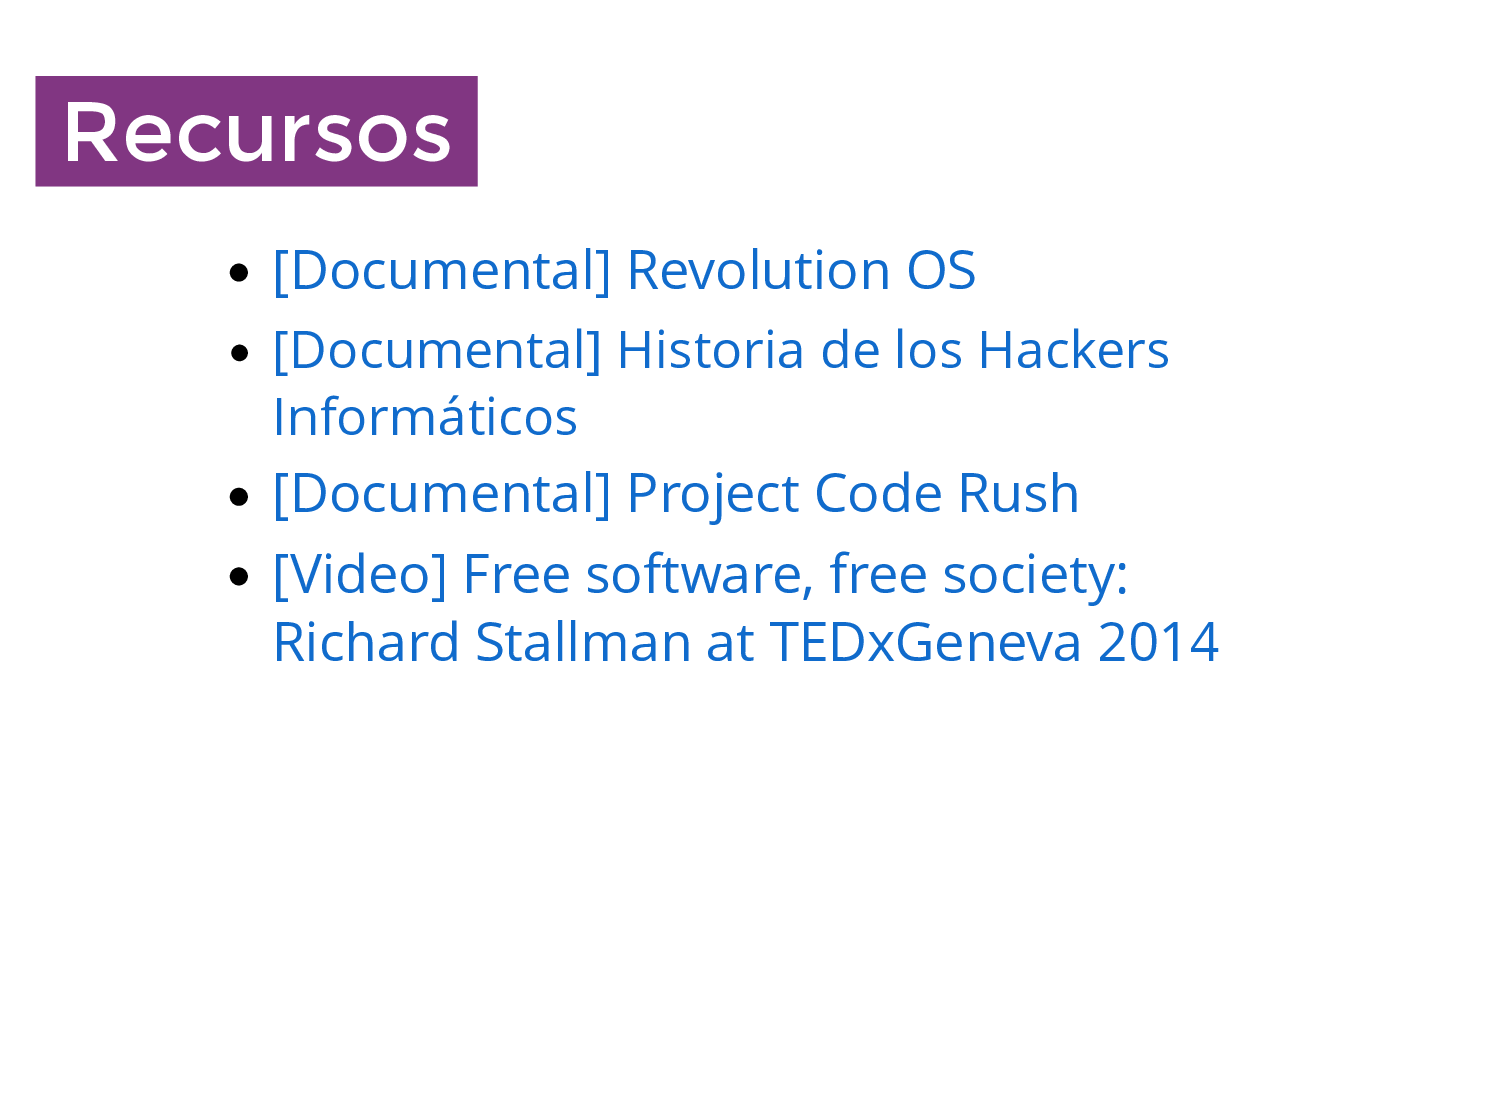 Recursos
• [Documental] Revolution OS
• [Documental] Historia de los Hackers
Informáticos
• [Documental] Project Code Rush
• [Video] Free software, free society:
Richard Stallman at TEDxGeneva 2014